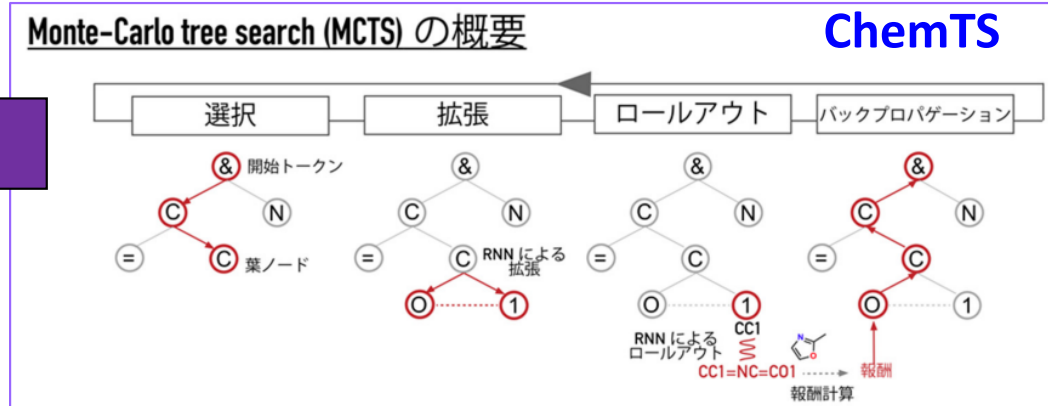 Monte-Carlo tree search (MCTS) の概要
ChemTS
選択
拡張
ロールアウト
バックプロパゲーション
& 開始トークン
C
N
=
C 葉ノード
&
C
N
=
C RNN による
拡張
O
1
&
C
N
=
C
O
1
CC1
RNN による
ロールアウト
CC1=NC=CO1
N
O
報酬計算
&
C
N
=
C
O
1
報酬